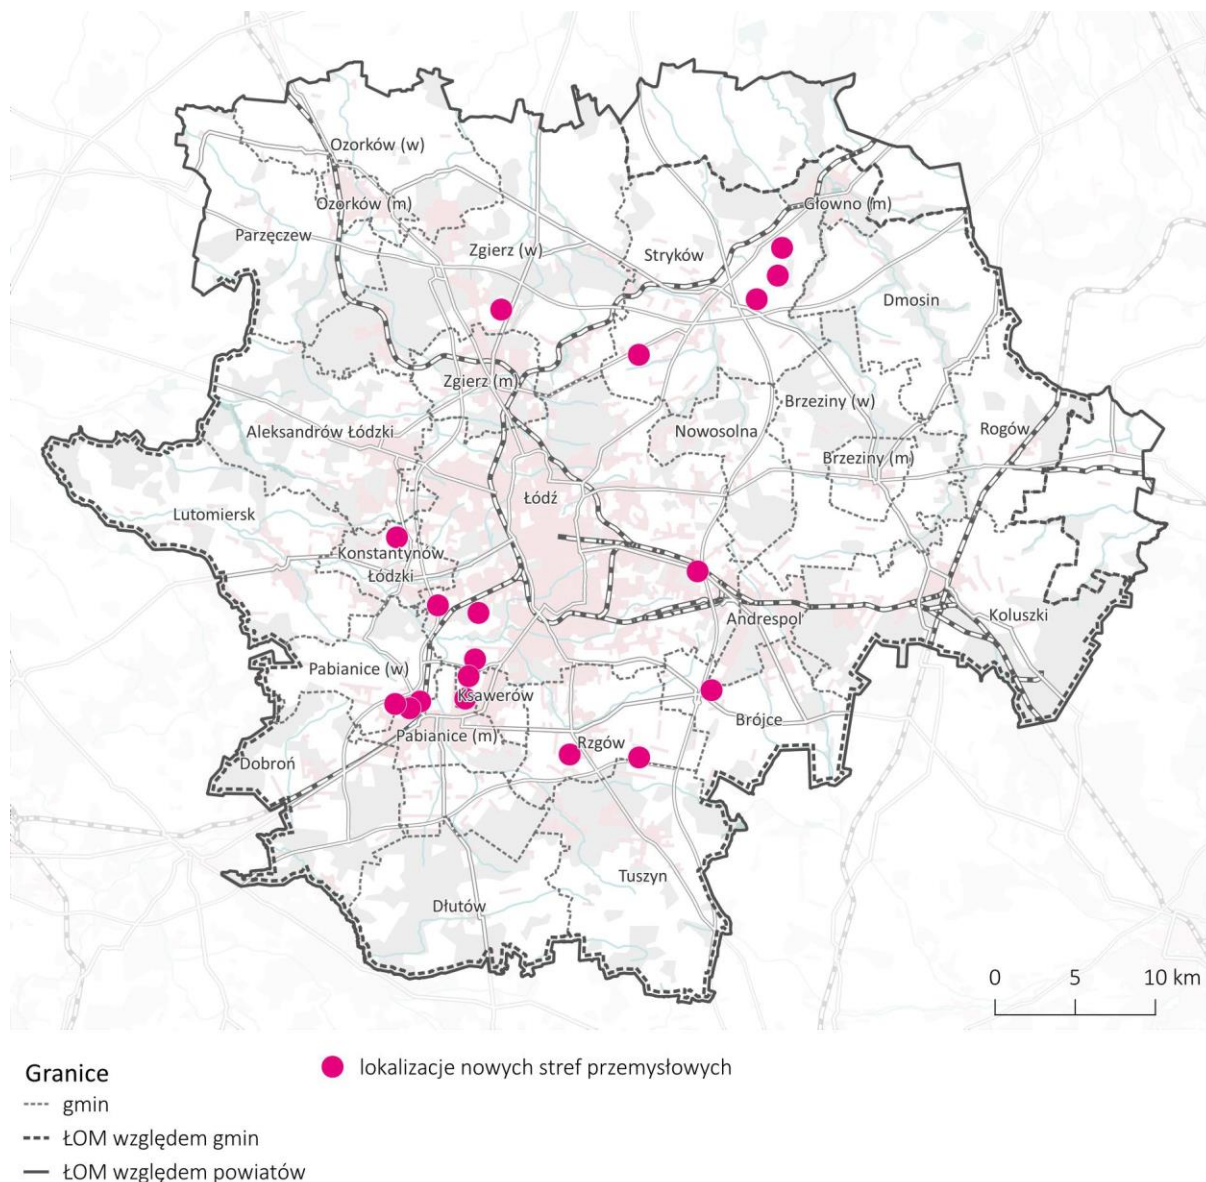 Ozorków (w)
Ozorków (m)
Głowno (m)
Parzęczew
Zgierz (w)
Stryków
Dmosin
Zgierz (m)
Brzeziny (w)
Aleksandrów Łódzki
Nowosolna
Rogów
Brzeziny (m)
Łódź
Lutomiersk
Konstantynów
Łódzki
Andrespol
Koluszki
Pabianice (w)
Ksawerów
Brójce
Pabianice (m)
Rzgów
Dobroń
Tuszyn
Dłutów
0 5 10 km
Granice
lokalizacje nowych stref przemysłowych
gmin
ŁOM względem gmin
ŁOM względem powiatów